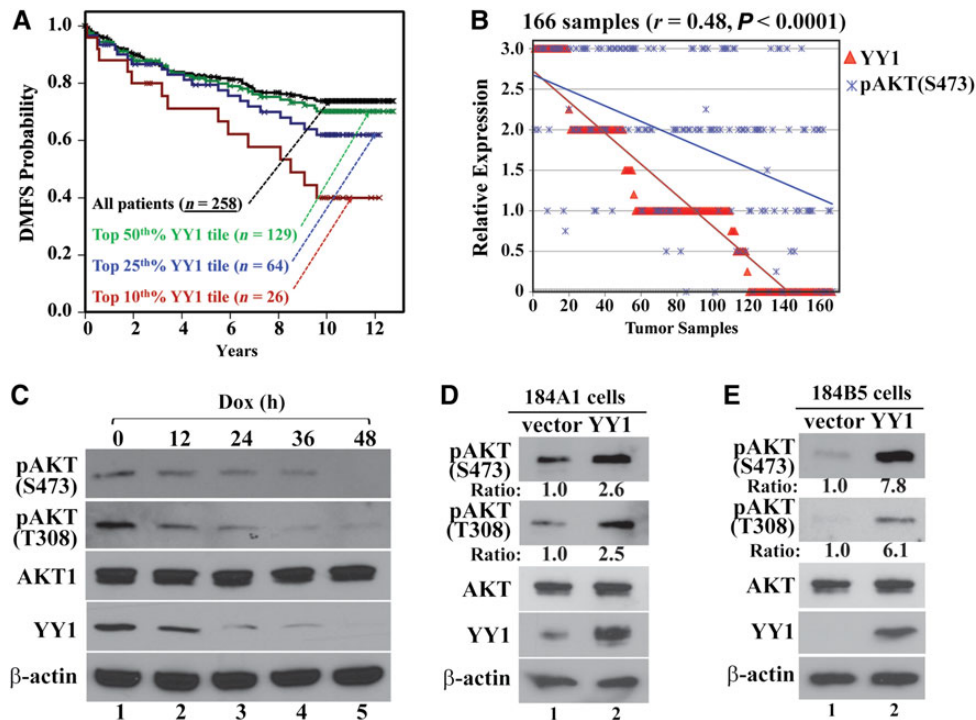 A
DMFS Probability
1.0
0.8
0.6
0.4
0.2
0.0
All patients (n = 258)
Top 50th% YY1 tile (n = 129)
Top 25th% YY1 tile (n = 64)
Top 10th% YY1 tile (n = 26)
0 2 4 6 8 10 12
Years
B
166 samples (r = 0.48, P < 0.0001)
YY1
pAKT(S473)
Relative Expression
3.0
2.5
2.0
1.5
1.0
0.5
0
0 20 40 60 80 100 120 140 160
Tumor Samples
C
Dox (h)
0 12 24 36 48
pAKT
(S473)
pAKT
(T308)
AKT1
YY1
β-actin
1 2 3 4 5
D
184A1 cells
vector YY1
pAKT
(S473)
Ratio: 1.0 2.6
pAKT
(T308)
Ratio: 1.0 2.5
AKT
YY1
β-actin
1 2
E
184B5 cells
vector YY1
pAKT
(S473)
Ratio: 1.0 7.8
pAKT
(T308)
Ratio: 1.0 6.1
AKT
YY1
β-actin
1 2